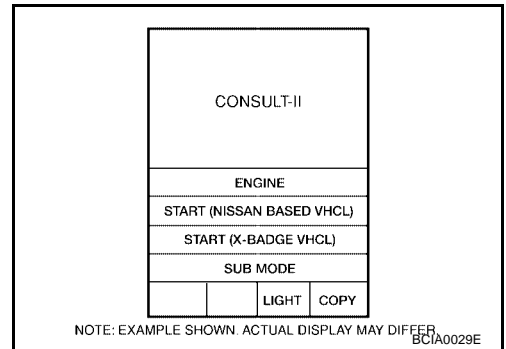 CONSULT-II
ENGINE
START (NISSAN BASED VHCL)
START (X-BADGE VHCL)
SUB MODE
LIGHT COPY
NOTE: EXAMPLE SHOWN. ACTUAL DISPLAY MAY DIFFER.
BCIA0029E